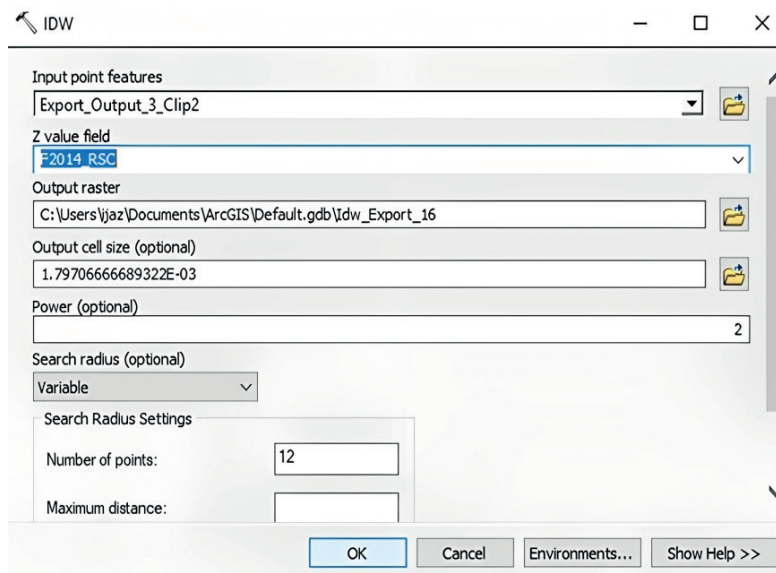 IDW
Input point features
Export_Output_3_Clip2
Z value field
F2014_RSC
Output raster
C:\Users\ijaz\Documents\ArcGIS\Default.gdb\Idw_Export_16
Output cell size (optional)
1.79706666689322E-03
Power (optional)
2
Search radius (optional)
Variable
Search Radius Settings
Number of points:
12
Maximum distance:
OK
Cancel
Environments...
Show Help >>